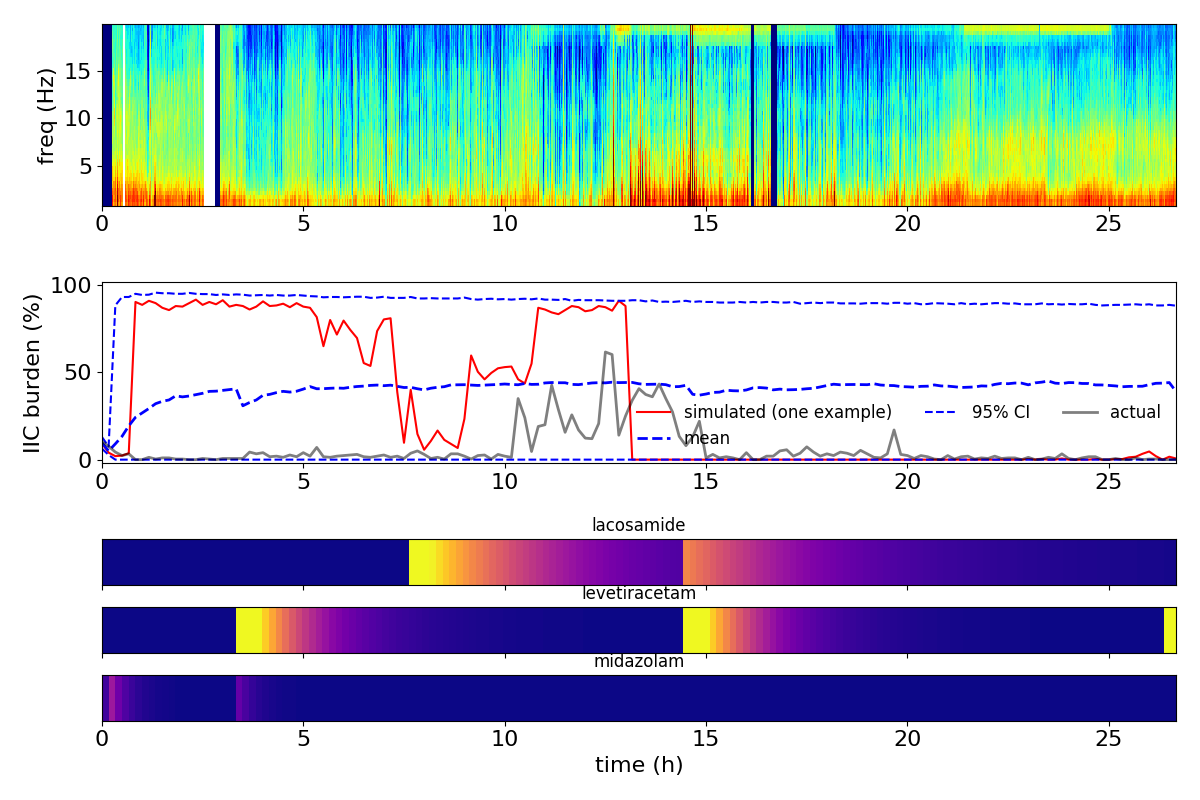 freq (Hz)
15
10
5
0 5 10 15 20 25
IIC burden (%)
100
50
0
simulated (one example) 95% CI actual
mean
0 5 10 15 20 25
lacosamide
levetiracetam
midazolam
0 5 10 15 20 25
time (h)